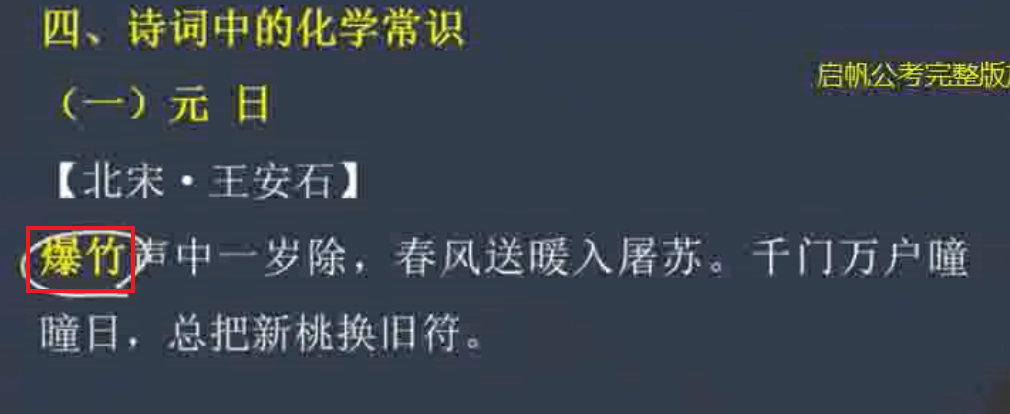 四、诗词中的化学常识
启帆公考完整版
（一）元 日
【北宋·王安石】
爆竹声中一岁除，春风送暖入屠苏。千门万户瞳
瞳日，总把新桃换旧符。